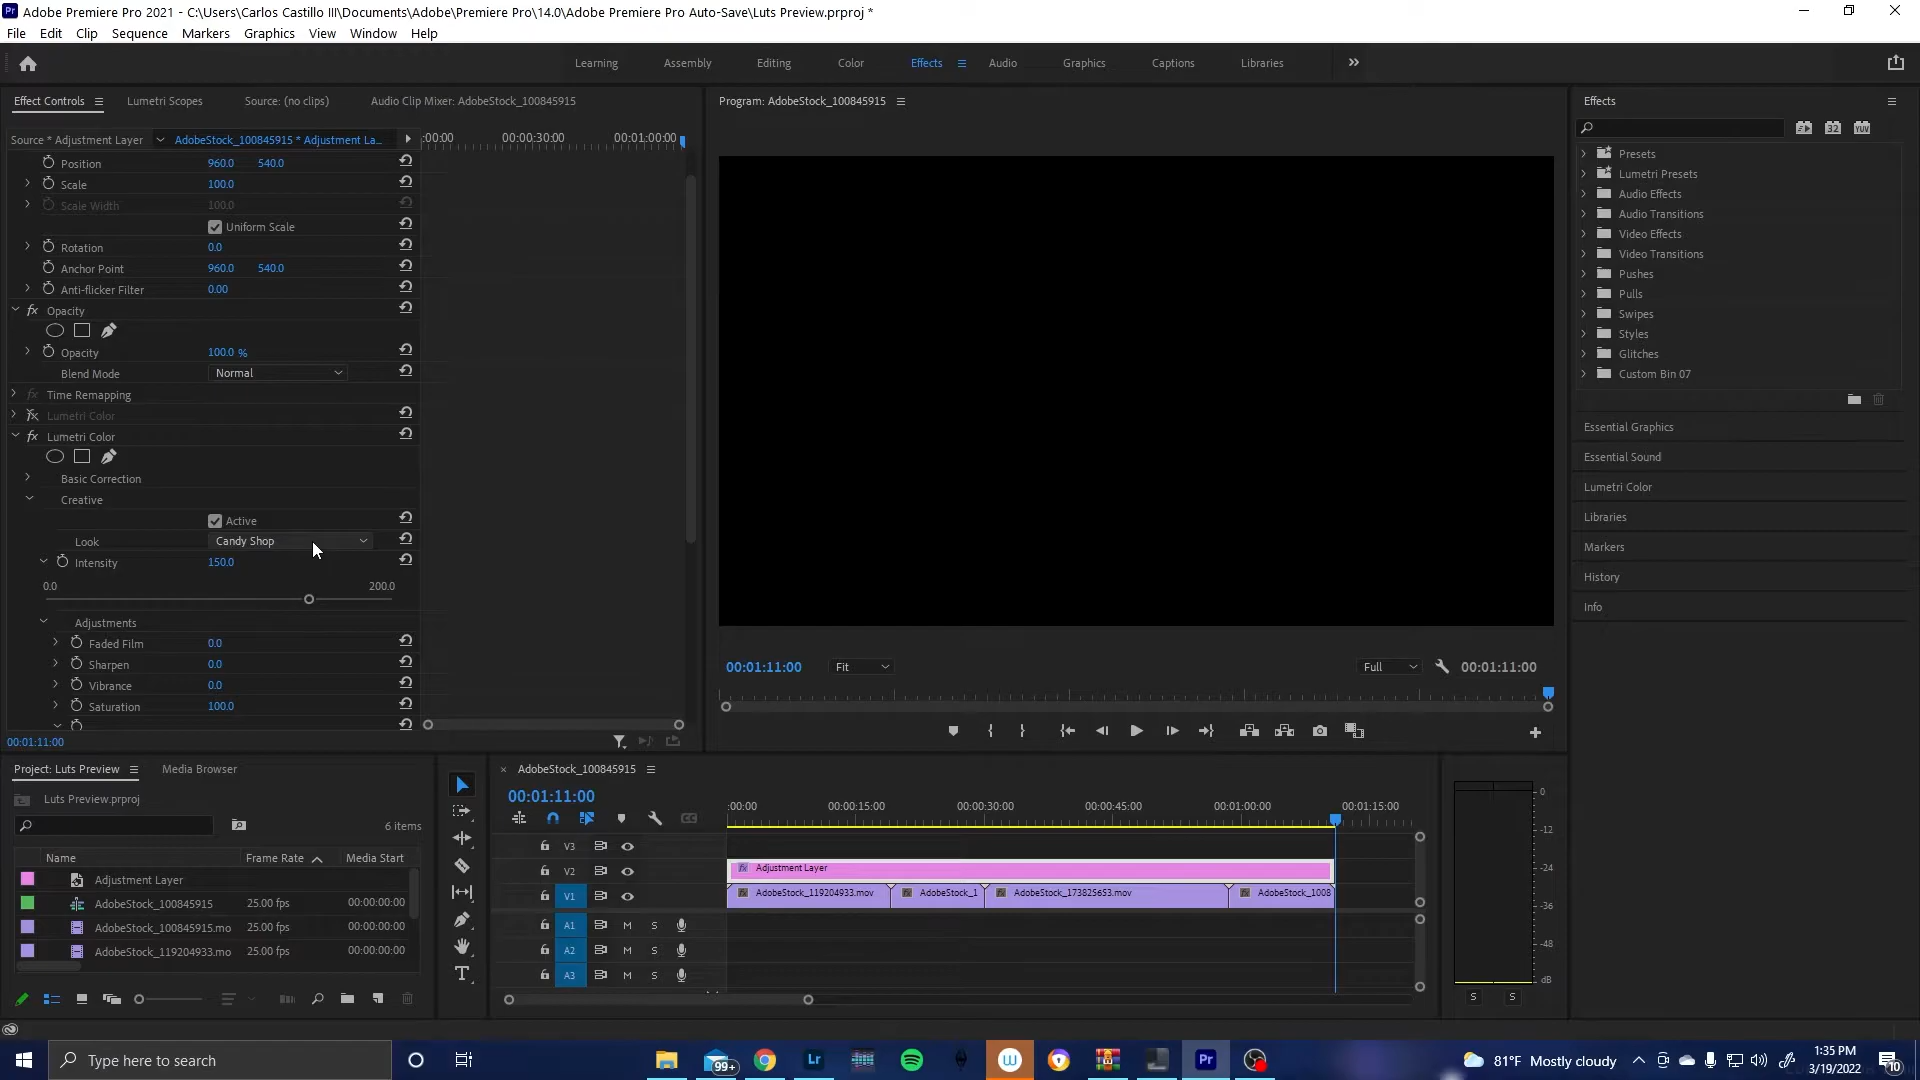 Adobe Premiere Pro 2021 - C:\Users\Carlos Castillo III\Documents\Adobe\Premiere Pro\14.0\Adobe Premiere Pro Auto-Save\Luts Preview.prproj *
File Edit Clip Sequence Markers Graphics View Window Help
Learning Assembly Editing Color Effects Audio Graphics Captions Libraries
Effect Controls Lumetri Scopes Source: (no clips) Audio Clip Mixer: AdobeStock_100845915
Program: AdobeStock_100845915
Effects
Source * Adjustment Layer AdobeStock_100845915 * Adjustment La...
:00:00 00:00:30:00 00:01:00:00
Position 960.0 540.0
Scale 100.0
Scale Width 100.0
Uniform Scale
Rotation 0.0
Anchor Point 960.0 540.0
Anti-flicker Filter 0.00
fx Opacity
Opacity 100.0 %
Blend Mode Normal
fx Time Remapping
fx Lumetri Color
fx Lumetri Color
Basic Correction
Creative
Active
Look Candy Shop
Intensity 150.0
0.0 200.0
Adjustments
Faded Film 0.0
Sharpen 0.0
Vibrance 0.0
Saturation 100.0
00:01:11:00
00:01:11:00 Fit Full 00:01:11:00
32 YUV
Presets
Lumetri Presets
Audio Effects
Audio Transitions
Video Effects
Video Transitions
Pushes
Pulls
Swipes
Styles
Glitches
Custom Bin 07
Essential Graphics
Essential Sound
Lumetri Color
Libraries
Markers
History
Info
Project: Luts Preview Media Browser
Luts Preview.prproj
6 items
Name Frame Rate Media Start
Adjustment Layer
AdobeStock_100845915 25.00 fps 00:00:00:00
AdobeStock_100845915.mo 25.00 fps 00:00:00:00
AdobeStock_119204933.mo 25.00 fps 00:00:00:00
× AdobeStock_100845915
00:01:11:00
:00:00 00:00:15:00 00:00:30:00 00:00:45:00 00:01:00:00 00:01:15:00
V3
V2 fx Adjustment Layer
V1 fx AdobeStock_119204933.mov fx AdobeStock_1 fx AdobeStock_173825653.mov fx AdobeStock_1008
A1 M S
A2 M S
A3 M S
0
-12
-24
-36
-48
dB
S S
Type here to search
99+ Lr W Pr
81°F Mostly cloudy
1:35 PM
3/19/2022
10